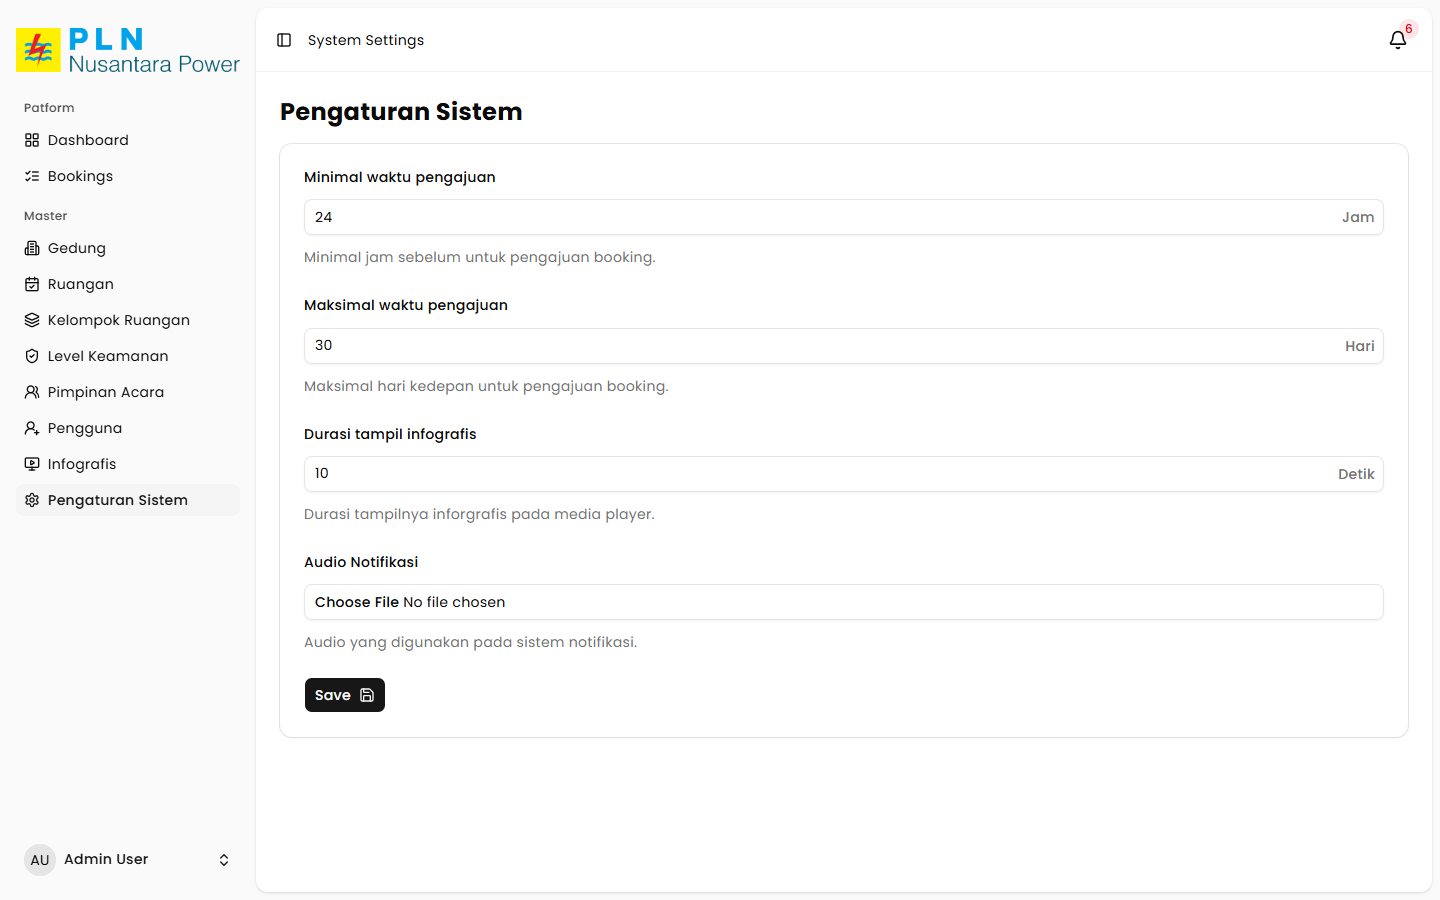 PLN
Nusantara Power
Patform
Dashboard
Bookings
Master
Gedung
Ruangan
Kelompok Ruangan
Level Keamanan
Pimpinan Acara
Pengguna
Infografis
Pengaturan Sistem
AU Admin User
System Settings
6
Pengaturan Sistem
Minimal waktu pengajuan
24 Jam
Minimal jam sebelum untuk pengajuan booking.
Maksimal waktu pengajuan
30 Hari
Maksimal hari kedepan untuk pengajuan booking.
Durasi tampil infografis
10 Detik
Durasi tampilnya inforgrafis pada media player.
Audio Notifikasi
Choose File No file chosen
Audio yang digunakan pada sistem notifikasi.
Save